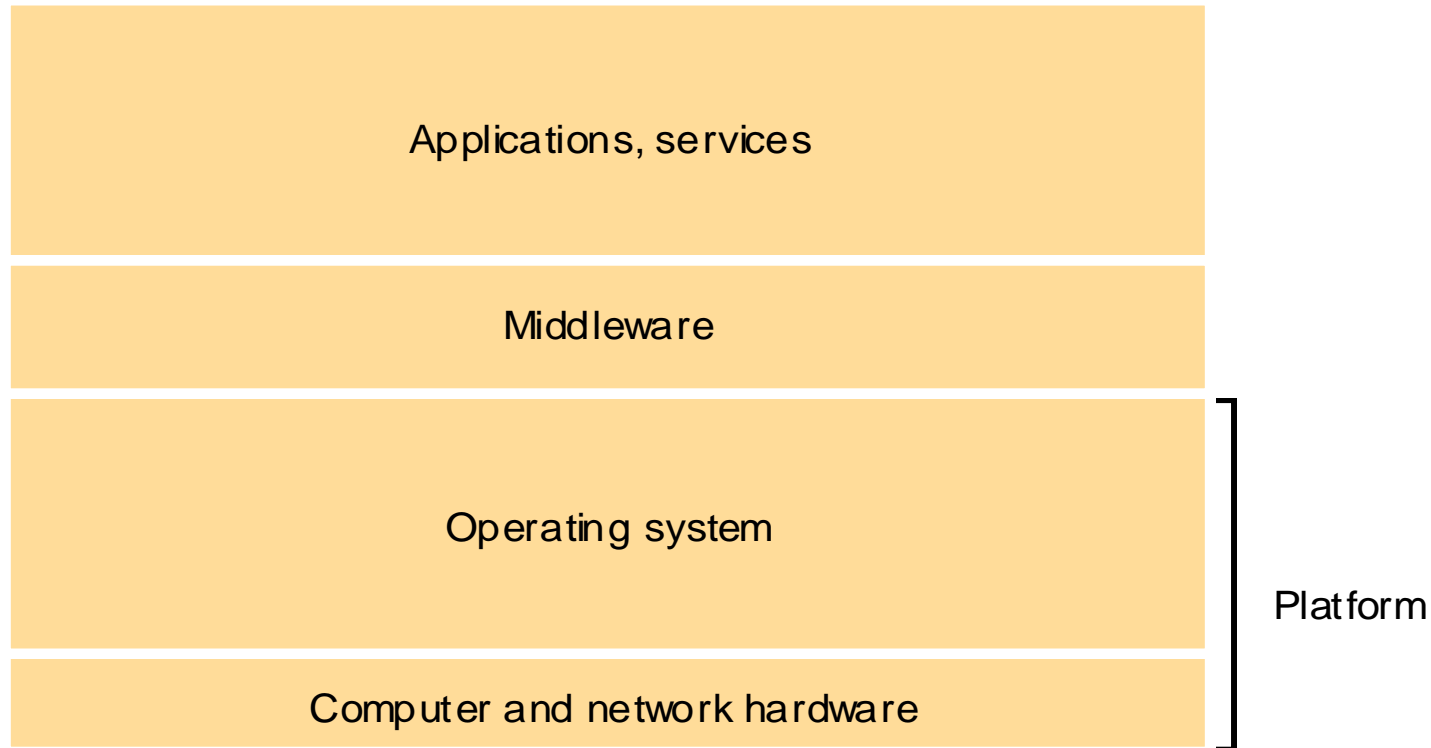 Applications, services
Middleware
Operating system
Platform
Computer and network hardware